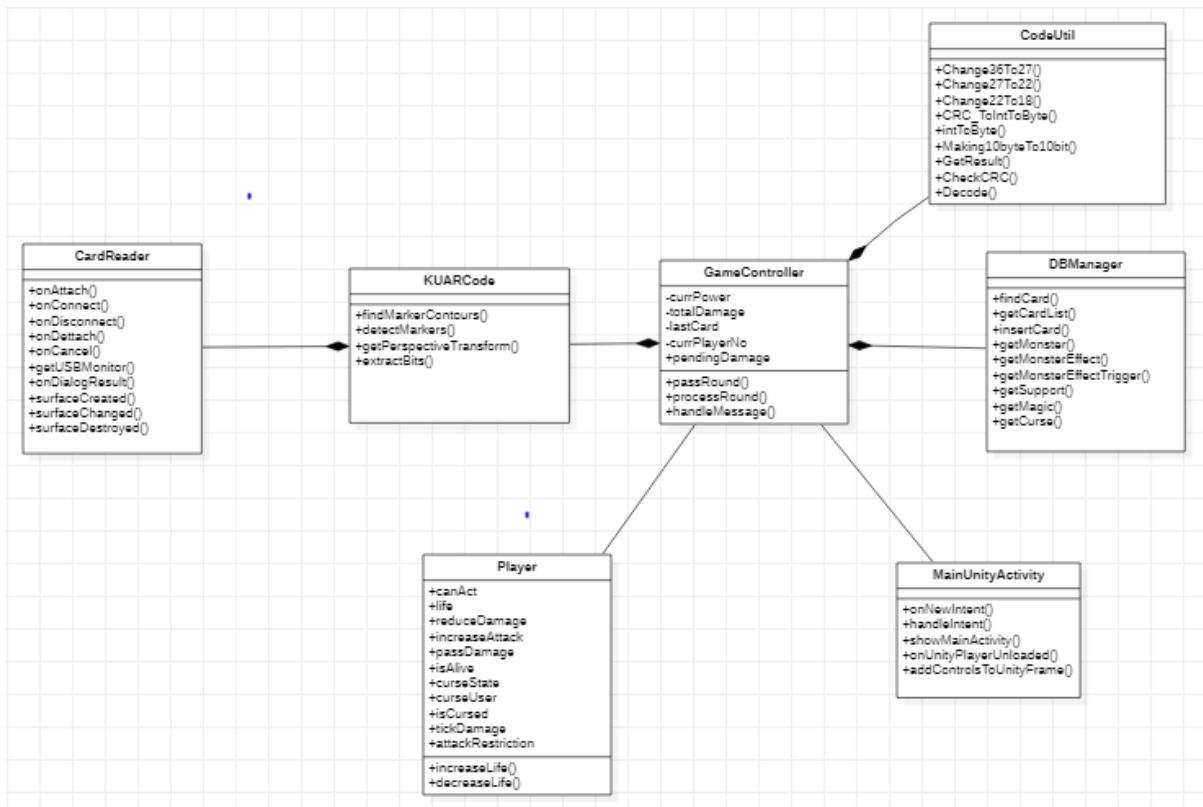 CodeUtil
+Change36To27()
+Change27To22()
+Change22To18()
+CRC_ToIntToByte()
+intToByte()
+Making10byteTo10bit()
+GetResult()
+CheckCRC()
+Decode()
CardReader
+onAttach()
+onConnect()
+onDisconnect()
+onDettach()
+onCancel()
+getUSBMonitor()
+onDialogResult()
+surfaceCreated()
+surfaceChanged()
+surfaceDestroyed()
KUARCode
+findMarkerContours()
+detectMarkers()
+getPerspectiveTransform()
+extractBits()
GameController
-currPower
-totalDamage
-lastCard
-currPlayerNo
+pendingDamage
+passRound()
+processRound()
+handleMessage()
DBManager
+findCard()
+getCardList()
+insertCard()
+getMonster()
+getMonsterEffect()
+getMonsterEffectTrigger()
+getSupport()
+getMagic()
+getCurse()
Player
+canAct
+life
+reduceDamage
+increaseAttack
+passDamage
+isAlive
+curseState
+curseUser
+isCursed
+tickDamage
+attackRestriction
+increaseLife()
+decreaseLife()
MainUnityActivity
+onNewIntent()
+handleIntent()
+showMainActivity()
+onUnityPlayerUnloaded()
+addControlsToUnityFrame()